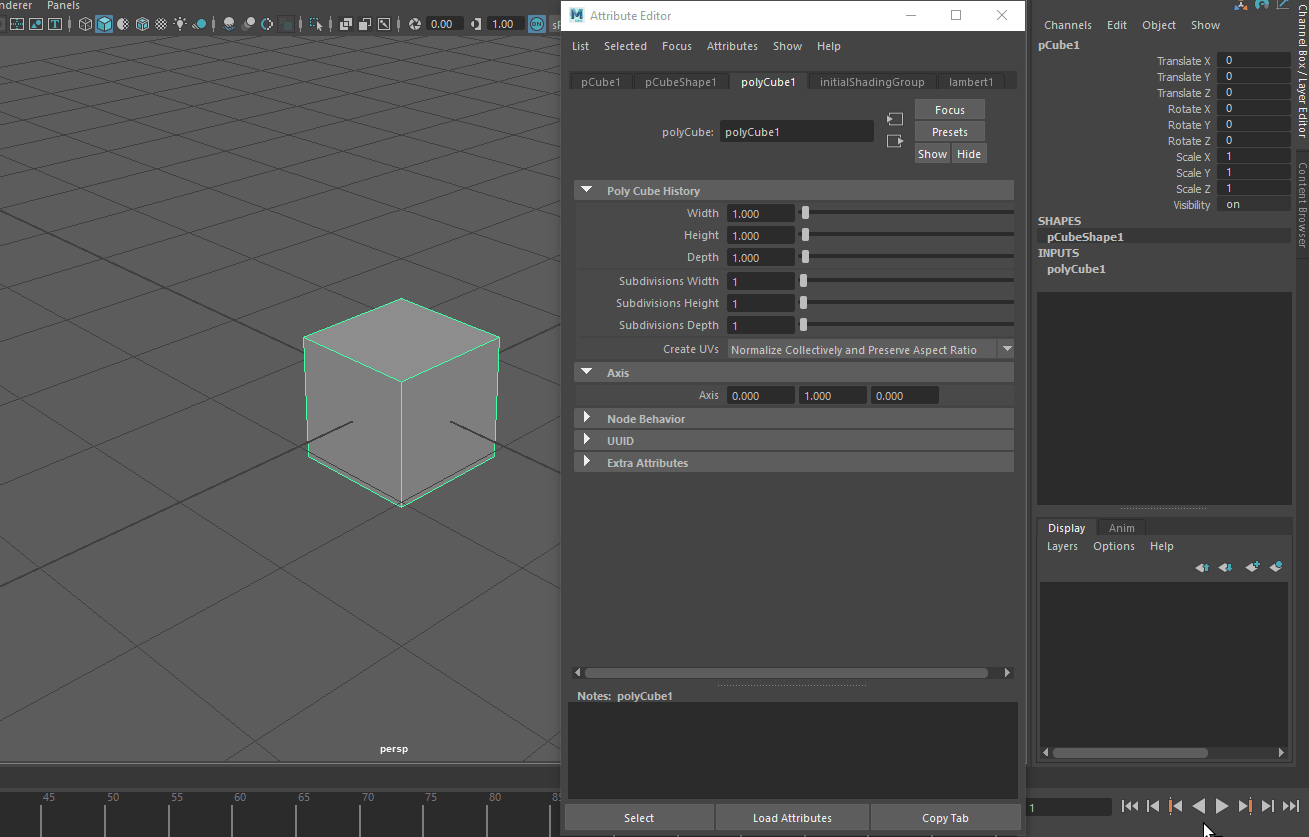 nderer Panels
0.00 1.00 ON
45 50 55 60 65 70 75 80
persp
Attribute Editor
List Selected Focus Attributes Show Help
pCube1 pCubeShape1 polyCube1 initialShadingGroup lambert1
Focus
polyCube: polyCube1 Presets
Show Hide
Poly Cube History
Width 1.000
Height 1.000
Depth 1.000
Subdivisions Width 1
Subdivisions Height 1
Subdivisions Depth 1
Create UVs Normalize Collectively and Preserve Aspect Ratio
Axis
Axis 0.000 1.000 0.000
Node Behavior
UUID
Extra Attributes
Notes: polyCube1
Select Load Attributes Copy Tab
Channels Edit Object Show
pCube1
Translate X 0
Translate Y 0
Translate Z 0
Rotate X 0
Rotate Y 0
Rotate Z 0
Scale X 1
Scale Y 1
Scale Z 1
Visibility on
SHAPES
pCubeShape1
INPUTS
polyCube1
Display Anim
Layers Options Help
1
Channel Box / Layer Editor
Content Browser